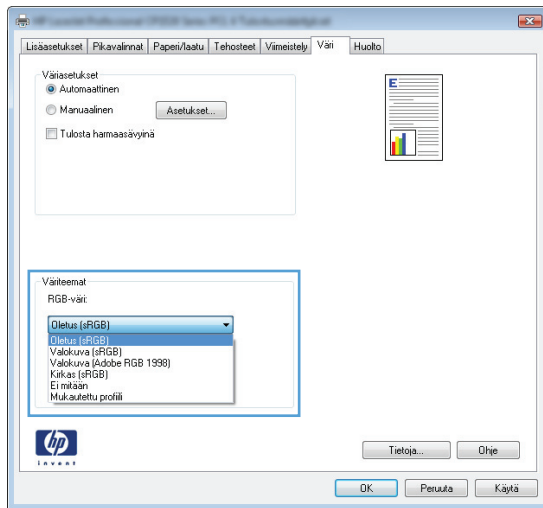 Lisäasetukset Pikavalinnat Paperi/laatu Tehosteet Viimeistely Väri Huolto
Väriasetukset
Automaattinen
Manuaalinen Asetukset...
Tulosta harmaasävyinä
E
Väriteemat
RGB-väri:
Oletus (sRGB)
Oletus (sRGB)
Valokuva (sRGB)
Valokuva (Adobe RGB 1998)
Kirkas (sRGB)
Ei mitään
Mukautettu profiili
hp
invent
Tietoja... Ohje
OK Peruuta Käytä